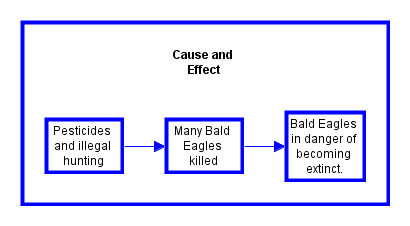 Cause and
Effect
Pesticides
and illegal
hunting
Many Bald
Eagles
killed
Bald Eagles
in danger of
becoming
extinct.